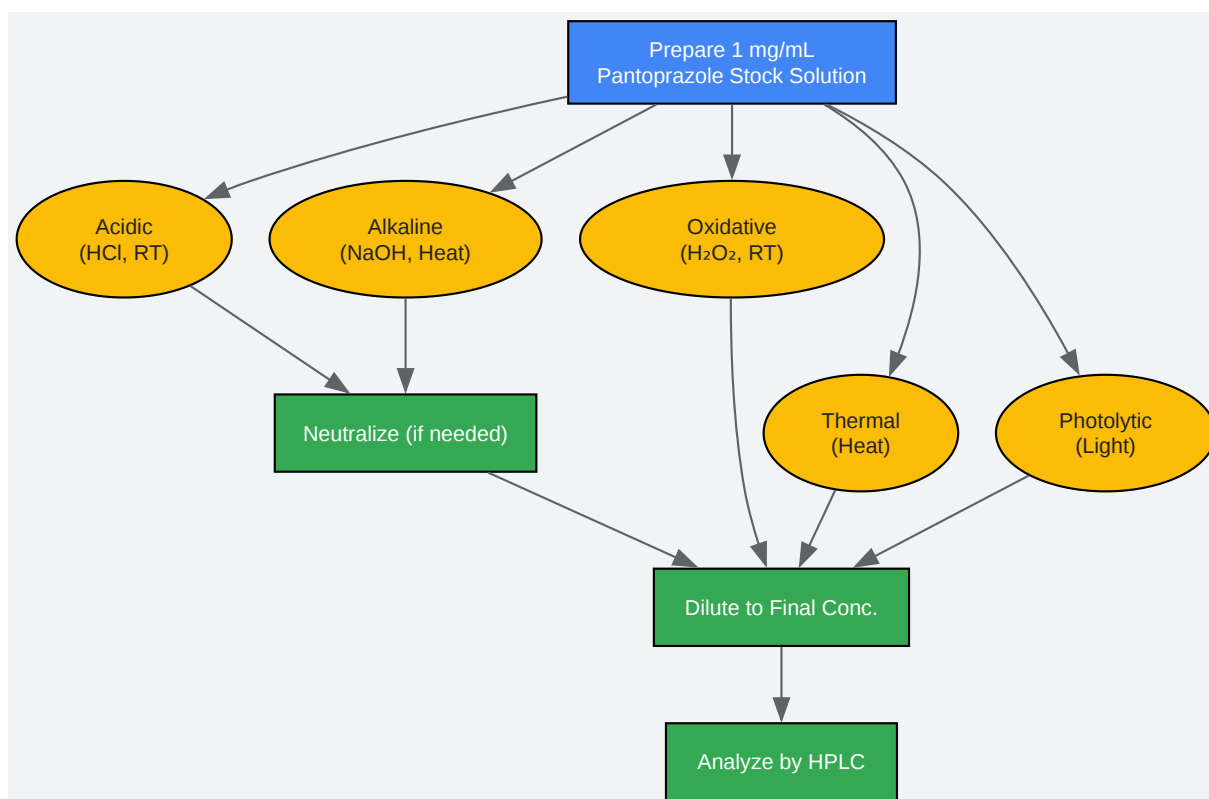 Prepare 1 mg/mL
Pantoprazole Stock Solution
Acidic
(HCl, RT)
Alkaline
(NaOH, Heat)
Oxidative
(H₂O₂, RT)
Thermal
(Heat)
Photolytic
(Light)
Neutralize (if needed)
Dilute to Final Conc.
Analyze by HPLC